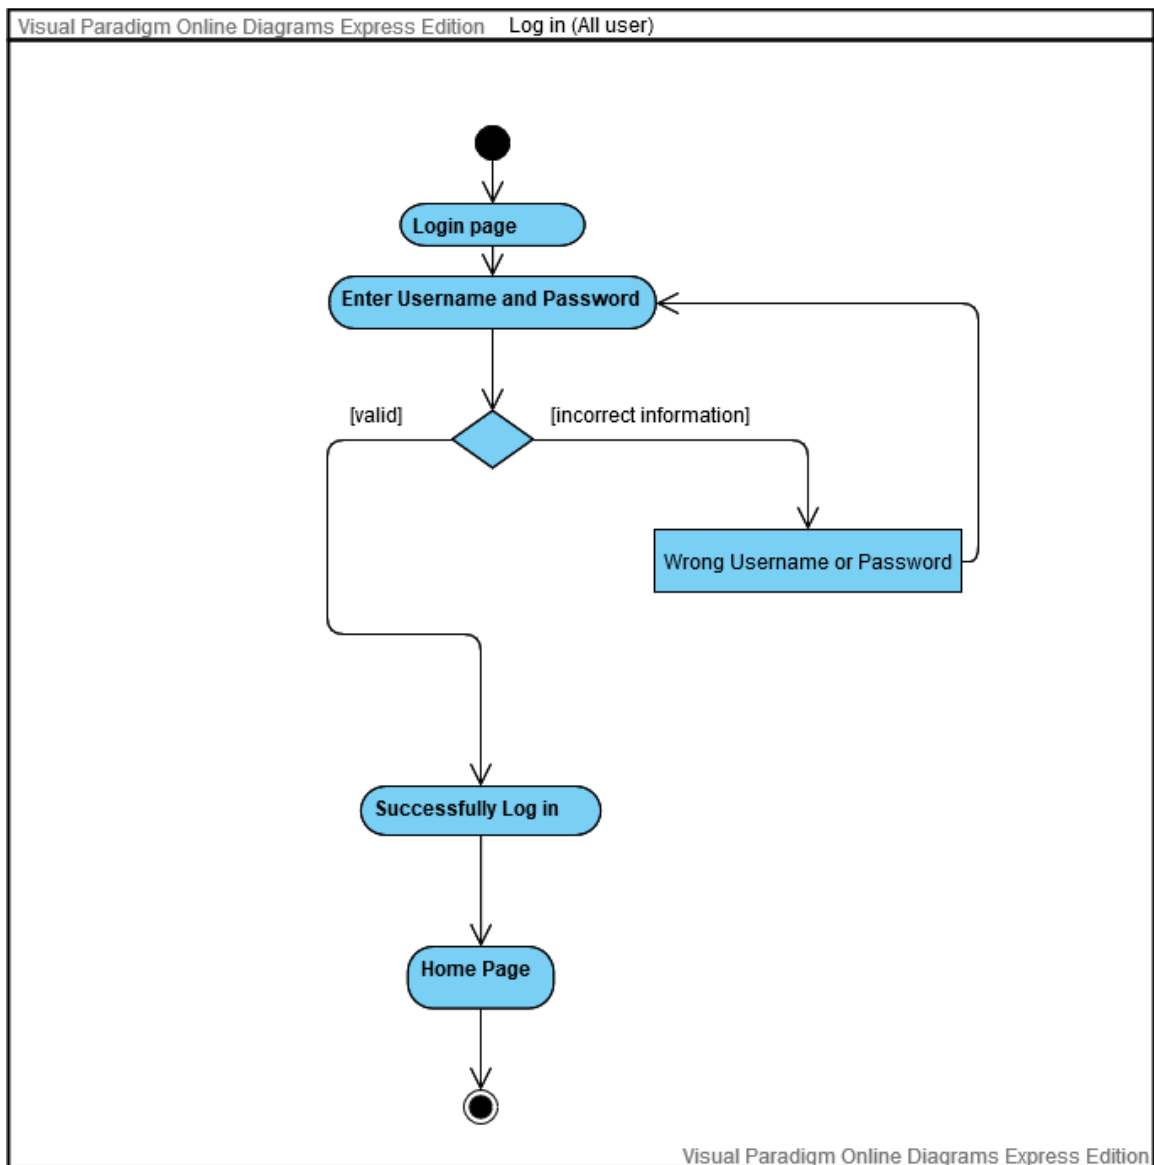 Visual Paradigm Online Diagrams Express Edition Log in (All user)
Login page
Enter Username and Password
[valid] [incorrect information]
Wrong Username or Password
Successfully Log in
Home Page
Visual Paradigm Online Diagrams Express Edition